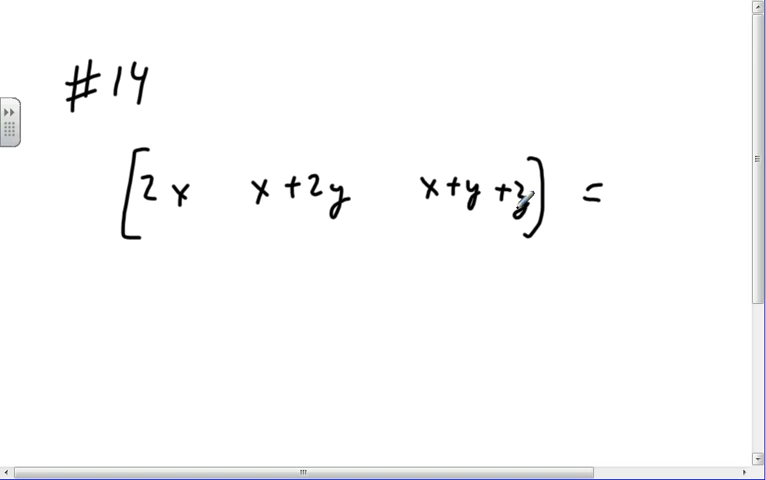 #14
[2x x+2y x+y+z] =